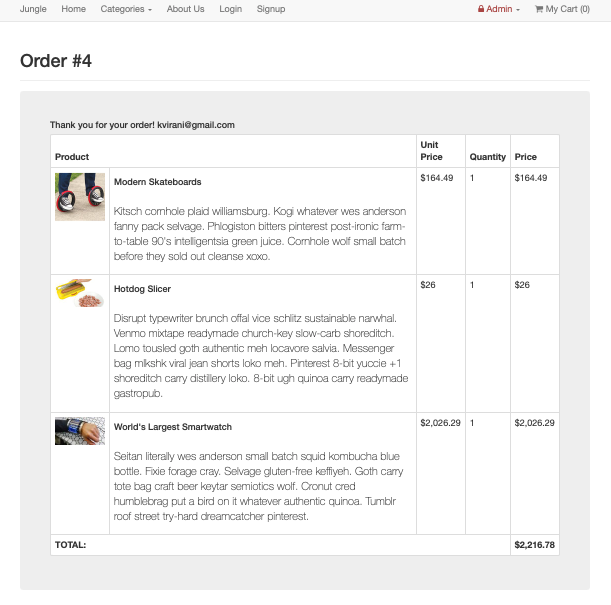 Jungle Home Categories About Us Login Signup Admin My Cart (0)
Order #4
Thank you for your order! kvirani@gmail.com
Product Unit Price Quantity Price
Modern Skateboards $164.49 1 $164.49
Kitsch cornhole plaid williamsburg. Kogi whatever wes anderson
fanny pack selvage. Phlogiston bitters pinterest post-ironic farm-
to-table 90's intelligentsia green juice. Cornhole wolf small batch
before they sold out cleanse xoxo.
Hotdog Slicer $26 1 $26
Disrupt typewriter brunch offal vice schlitz sustainable narwhal.
Venmo mixtape readymade church-key slow-carb shoreditch.
Lomo tousled goth authentic meh locavore salvia. Messenger
bag mlkshk viral jean shorts loko meh. Pinterest 8-bit yuccie +1
shoreditch carry distillery loko. 8-bit ugh quinoa carry readymade
gastropub.
World's Largest Smartwatch $2,026.29 1 $2,026.29
Seitan literally wes anderson small batch squid kombucha blue
bottle. Fixie forage cray. Selvage gluten-free keffiyeh. Goth carry
tote bag craft beer keytar semiotics wolf. Cronut cred
humblebrag put a bird on it whatever authentic quinoa. Tumblr
roof street try-hard dreamcatcher pinterest.
TOTAL: $2,216.78